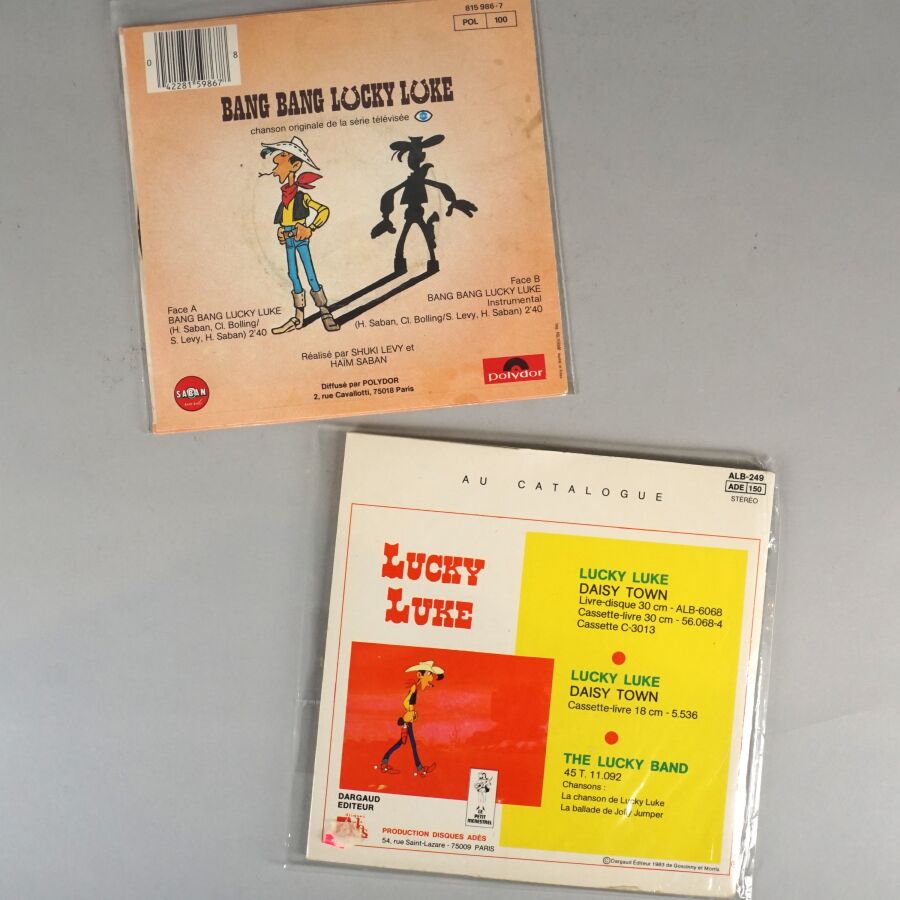 815 986-7
POL 100
0 42281 59867 8
BANG BANG LUCKY LUKE
chanson originale de la série télévisée
Face A
BANG BANG LUCKY LUKE
(H. Saban, Cl. Bolling/
S. Levy, H. Saban) 2'40
Face B
BANG BANG LUCKY LUKE
Instrumental
(H. Saban, Cl. Bolling/S. Levy, H. Saban) 2'40
Réalisé par SHUKI LEVY et
HAÏM SABAN
Diffusé par POLYDOR
2, rue Cavallotti, 75018 Paris
SABAN
polydor
AU CATALOGUE
ALB-249
ADE 150
STÉRÉO
LUCKY
LUKE
LUCKY LUKE
DAISY TOWN
Livre-disque 30 cm - ALB-6068
Cassette-livre 30 cm - 56.068-4
Cassette C-3013
LUCKY LUKE
DAISY TOWN
Cassette-livre 18 cm - 5.536
THE LUCKY BAND
45 T. 11.092
Chansons :
La chanson de Lucky Luke
La ballade de Jolly Jumper
DARGAUD
EDITEUR
LE
PETIT
MENESTREL
PRODUCTION DISQUES ADÈS
54, rue Saint-Lazare - 75009 PARIS
©Dargaud Éditeur 1983 de Goscinny et Morris